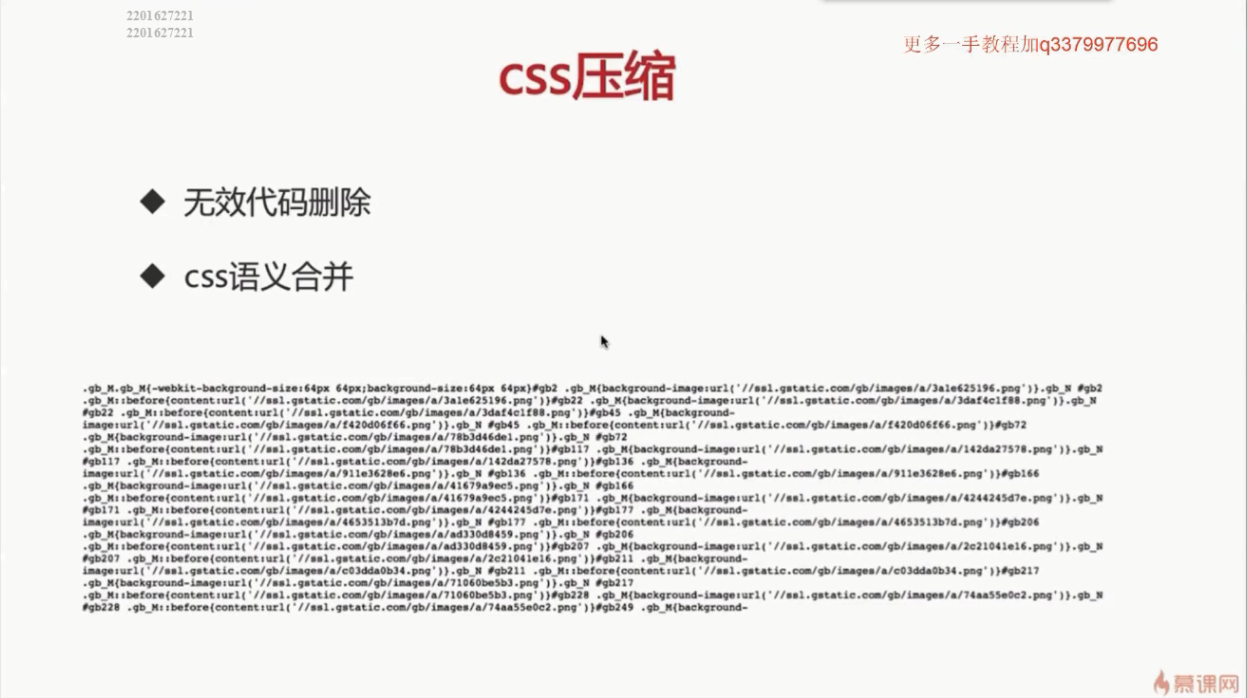 2201627221
2201627221
更多一手教程加q3379977696
css压缩
◆ 无效代码删除
◆ css语义合并
.gb_M.gb_M{-webkit-background-size:64px 64px;background-size:64px 64px}#gb2 .gb_M{background-image:url('//ssl.gstatic.com/gb/images/a/3a1e625196.png')}.gb_N #gb2
.gb_M::before{content:url('//ssl.gstatic.com/gb/images/a/3a1e625196.png')}#gb22 .gb_M{background-image:url('//ssl.gstatic.com/gb/images/a/3daf4c1f88.png')}.gb_N
#gb22 .gb_M::before{content:url('//ssl.gstatic.com/gb/images/a/3daf4c1f88.png')}#gb45 .gb_M{background-
image:url('//ssl.gstatic.com/gb/images/a/f420d06f66.png')}.gb_N #gb45 .gb_M::before{content:url('//ssl.gstatic.com/gb/images/a/f420d06f66.png')}#gb72
.gb_M{background-image:url('//ssl.gstatic.com/gb/images/a/78b3d46de1.png')}.gb_N #gb72
.gb_M::before{content:url('//ssl.gstatic.com/gb/images/a/78b3d46de1.png')}#gb117 .gb_M{background-image:url('//ssl.gstatic.com/gb/images/a/142da27578.png')}.gb_N
#gb117 .gb_M::before{content:url('//ssl.gstatic.com/gb/images/a/142da27578.png')}#gb136 .gb_M{background-
image:url('//ssl.gstatic.com/gb/images/a/911e3628e6.png')}.gb_N #gb136 .gb_M::before{content:url('//ssl.gstatic.com/gb/images/a/911e3628e6.png')}#gb166
.gb_M{background-image:url('//ssl.gstatic.com/gb/images/a/41679a9ec5.png')}.gb_N #gb166
.gb_M::before{content:url('//ssl.gstatic.com/gb/images/a/41679a9ec5.png')}#gb171 .gb_M{background-image:url('//ssl.gstatic.com/gb/images/a/4244245d7e.png')}.gb_N
#gb171 .gb_M::before{content:url('//ssl.gstatic.com/gb/images/a/4244245d7e.png')}#gb177 .gb_M{background-
image:url('//ssl.gstatic.com/gb/images/a/4653513b7d.png')}.gb_N #gb177 .gb_M::before{content:url('//ssl.gstatic.com/gb/images/a/4653513b7d.png')}#gb206
.gb_M{background-image:url('//ssl.gstatic.com/gb/images/a/ad330d8459.png')}.gb_N #gb206
.gb_M::before{content:url('//ssl.gstatic.com/gb/images/a/ad330d8459.png')}#gb207 .gb_M{background-image:url('//ssl.gstatic.com/gb/images/a/2c21041e16.png')}.gb_N
#gb207 .gb_M::before{content:url('//ssl.gstatic.com/gb/images/a/2c21041e16.png')}#gb211 .gb_M{background-
image:url('//ssl.gstatic.com/gb/images/a/c03dda0b34.png')}.gb_N #gb211 .gb_M::before{content:url('//ssl.gstatic.com/gb/images/a/c03dda0b34.png')}#gb217
.gb_M{background-image:url('//ssl.gstatic.com/gb/images/a/71060be5b3.png')}.gb_N #gb217
.gb_M::before{content:url('//ssl.gstatic.com/gb/images/a/71060be5b3.png')}#gb228 .gb_M{background-image:url('//ssl.gstatic.com/gb/images/a/74aa55e0c2.png')}.gb_N
#gb228 .gb_M::before{content:url('//ssl.gstatic.com/gb/images/a/74aa55e0c2.png')}#gb249 .gb_M{background-
慕课网